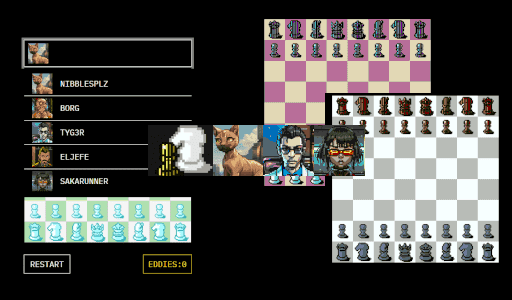 NIBBLESPLZ
BORG
TYG3R
ELJEFE
SAKARUNNER
RESTART
EDDIES:0